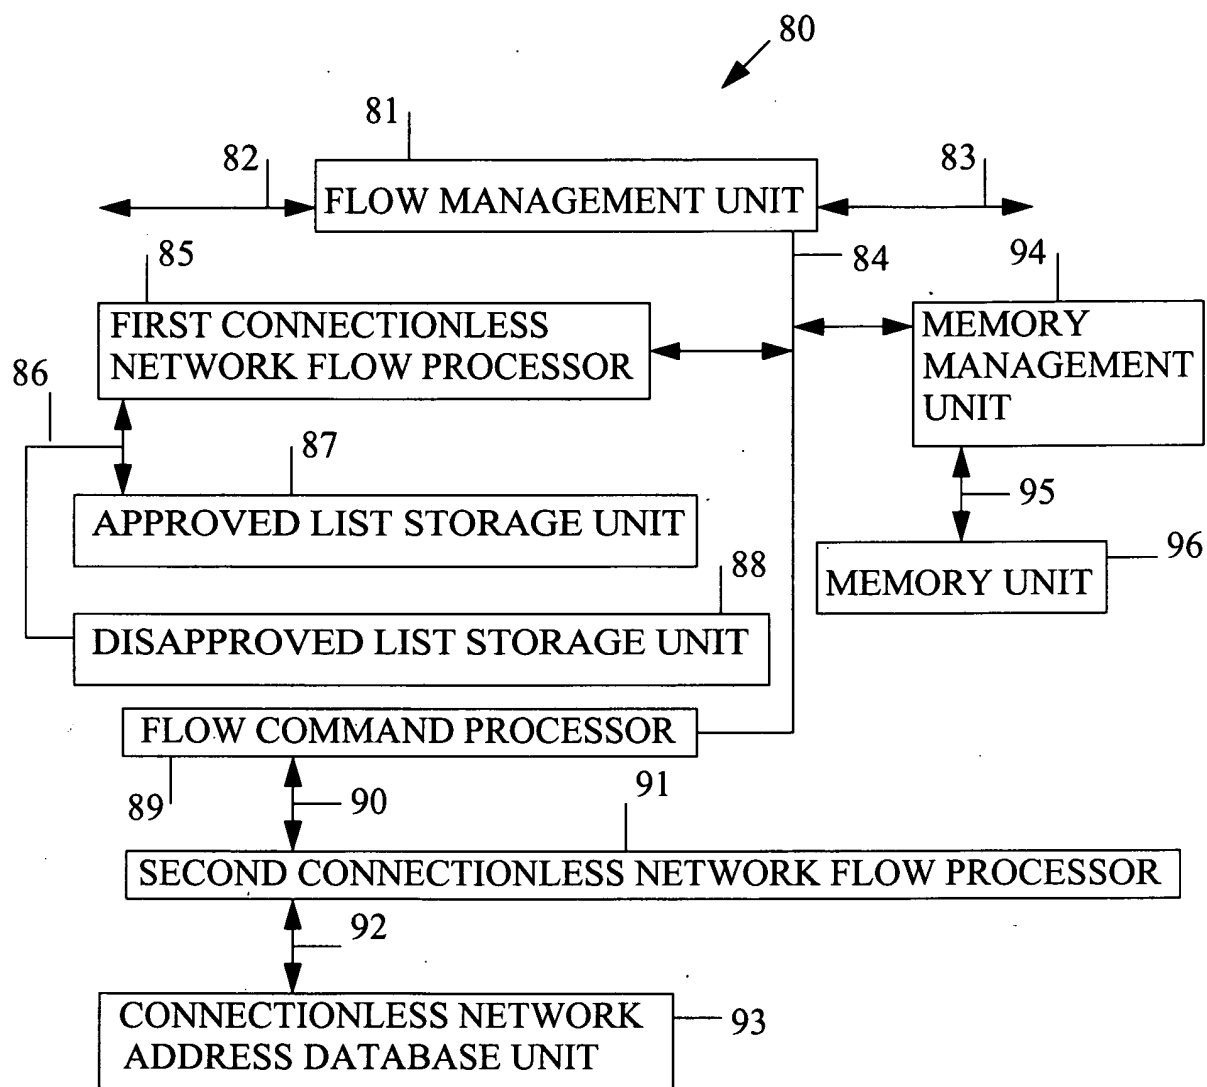 80
81
82
FLOW MANAGEMENT UNIT
83
84
85
FIRST CONNECTIONLESS
NETWORK FLOW PROCESSOR
94
MEMORY
MANAGEMENT
UNIT
86
87
APPROVED LIST STORAGE UNIT
95
88
96
MEMORY UNIT
DISAPPROVED LIST STORAGE UNIT
FLOW COMMAND PROCESSOR
89
90
91
SECOND CONNECTIONLESS NETWORK FLOW PROCESSOR
92
CONNECTIONLESS NETWORK
ADDRESS DATABASE UNIT
93